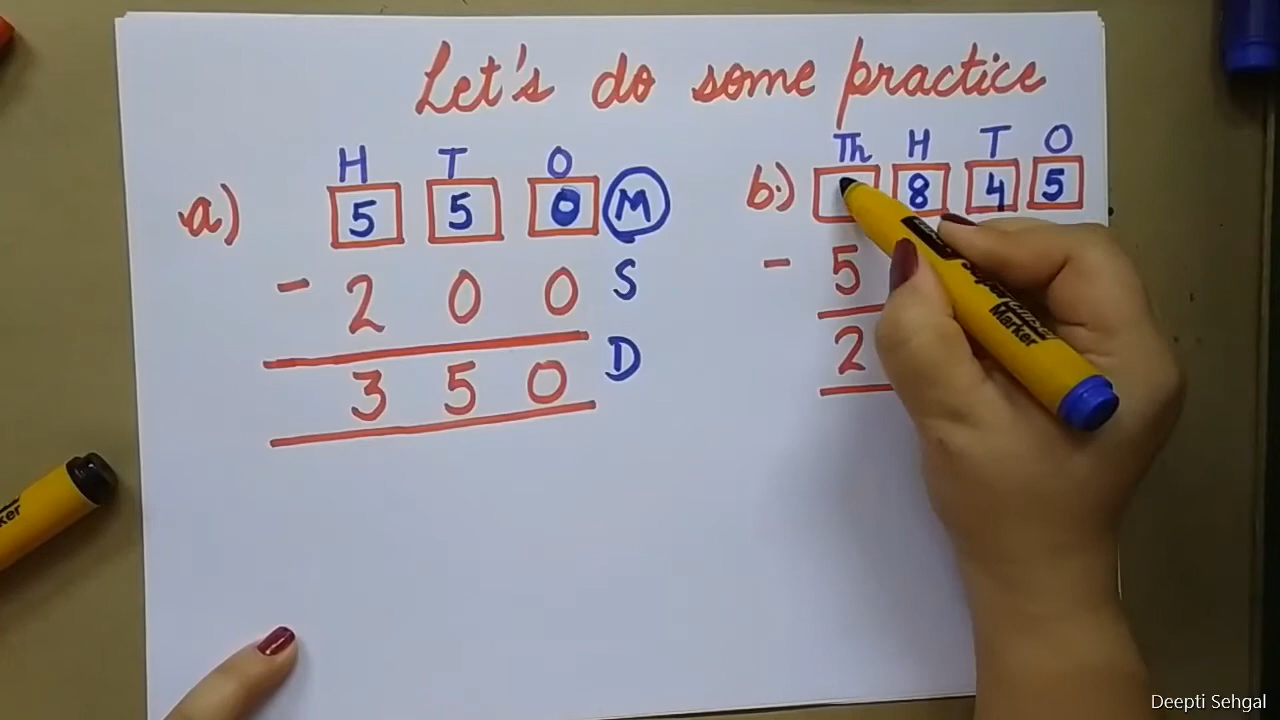 Let's do some practice
H T O
Th H T O
a) 5 5 0 M
b.) 8 4 5
- 2 0 0 S
- 5
3 5 0 D
2
Marker
Deepti Sehgal